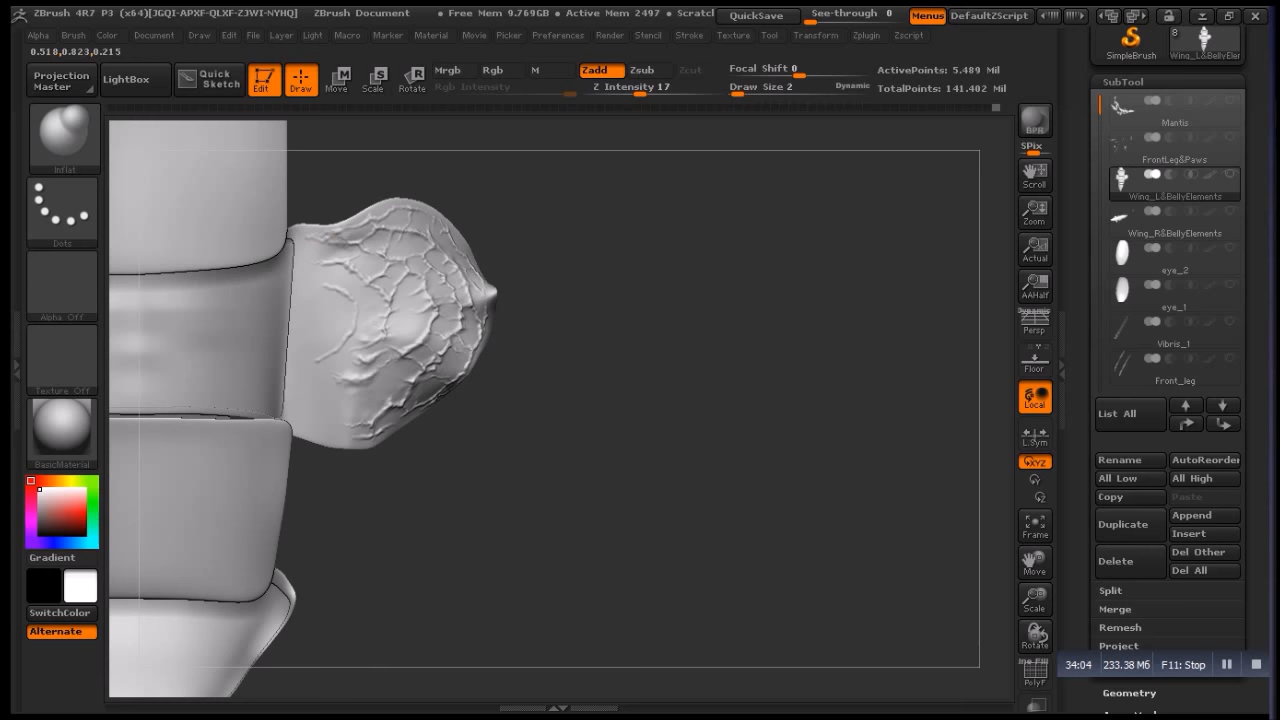 ZBrush 4R7 P3 (x64)[JGQI-APXF-QLXF-ZJWI-NYHQ] ZBrush Document • Free Mem 9.769GB • Active Mem 2497 • Scratcl QuickSave See-through 0 Menus DefaultZScript
Alpha Brush Color Document Draw Edit File Layer Light Macro Marker Material Movie Picker Preferences Render Stencil Stroke Texture Tool Transform Zplugin Zscript
0.518,0.823,0.215
Projection Master
LightBox
Quick Sketch
Edit
Draw
Move
Scale
Rotate
Mrgb Rgb M
Rgb Intensity
Zadd Zsub Zcut
Z Intensity 17
Focal Shift 0
Draw Size 2 Dynamic
ActivePoints: 5.489 Mil
TotalPoints: 141.402 Mil
Inflat
Dots
Alpha Off
Texture Off
BasicMaterial
Gradient
SwitchColor
Alternate
BPR
SPix
Scroll
Zoom
Actual
AAHalf
Dynamic
Persp
Floor
Local
L.Sym
XYZ
Frame
Move
Scale
Rotate
PolyF
SimpleBrush
8
Wing_L&BellyEler
SubTool
Mantis
FrontLeg&Paws
Wing_L&BellyElements
Wing_R&BellyElements
eye_2
eye_1
Vibris_1
Front_leg
List All
Rename AutoReorder
All Low All High
Copy Paste
Duplicate Append
Insert
Delete Del Other
Del All
Split
Merge
Remesh
Project
34:04 233.38 Мб F11: Stop
Geometry